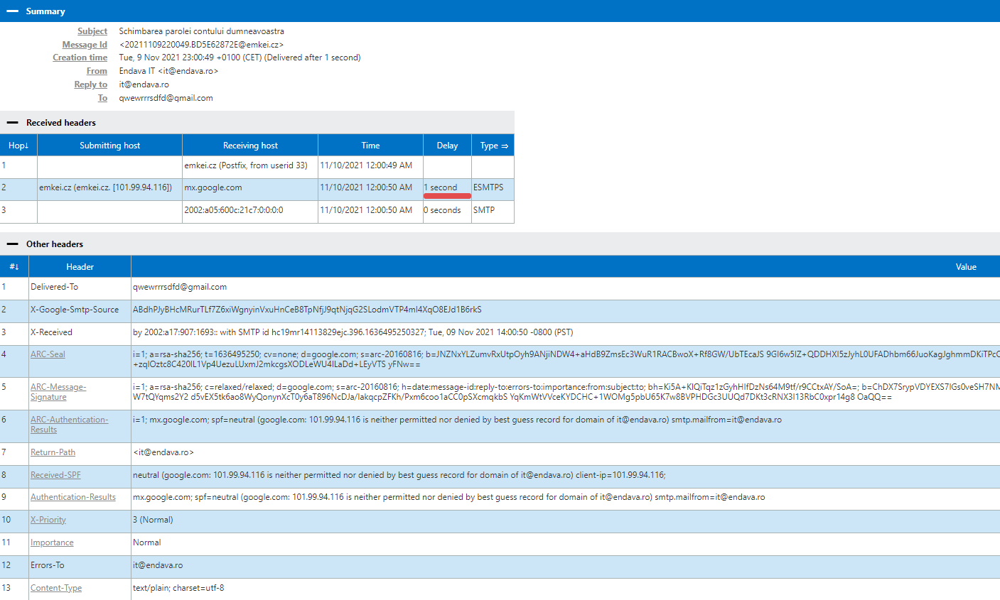 Summary
Subject Schimbarea parolei contului dumneavoastra
Message Id <20211109220049.BD5E62872E@emkei.cz>
Creation time Tue, 9 Nov 2021 23:00:49 +0100 (CET) (Delivered after 1 second)
From Endava IT <it@endava.ro>
Reply to it@endava.ro
To qwewrrrsdfd@gmail.com
Received headers
Hop↓ Submitting host Receiving host Time Delay Type ⇒
1 emkei.cz (Postfix, from userid 33) 11/10/2021 12:00:49 AM
2 emkei.cz (emkei.cz. [101.99.94.116]) mx.google.com 11/10/2021 12:00:50 AM 1 second ESMTPS
3 2002:a05:600c:21c7:0:0:0:0 11/10/2021 12:00:50 AM 0 seconds SMTP
Other headers
#↓ Header Value
1 Delivered-To qwewrrrsdfd@gmail.com
2 X-Google-Smtp-Source ABdhPJyBHcMRurTLf7Z6xiWgnyinVxuHnCeB8TpNfjJ9qtNjqG2SLodmVTP4ml4XqO8EJd1B6rkS
3 X-Received by 2002:a17:907:1693:: with SMTP id hc19mr14113829ejc.396.1636495250327; Tue, 09 Nov 2021 14:00:50 -0800 (PST)
4 ARC-Seal i=1; a=rsa-sha256; t=1636495250; cv=none; d=google.com; s=arc-20160816; b=JNZNxYLZumvRxUtpOyh9ANjiNDW4+aHdB9ZmsEc3WuR1RACBwoX+Rf8GW/UbTEcaJS 9GI6w5IZ+QDDHXI5zJyhL0UFADhbm66JuoKagJghmmDKiTPcC
+zqIOztc8C420IL1Vp4UezuLUxmJ2mkcgsXODLeWU4ILaDd+LEyVTS yFNw==
5 ARC-Message-
Signature i=1; a=rsa-sha256; c=relaxed/relaxed; d=google.com; s=arc-20160816; h=date:message-id:reply-to:errors-to:importance:from:subject:to; bh=Ki5A+KIQiTqz1zGyhHIfDzNs64M9tf/r9CCtxAY/SoA=; b=ChDX7SrypVDYEXS7IGs0veSH7NM
W7tQYqms2Y2 d5vEX5tk6ao8WyQonynXcT0y6aT896NcDJa/IakqcpZFKh/Pxm6coo1aCC0pSXcmqkbS YqKmWtVVceKYDCHC+1WOMg5pbU65K7w8BVPHDGc3UUQd7DKt3cRNX3I13RbC0xpr14g8 OaQQ==
6 ARC-Authentication-
Results i=1; mx.google.com; spf=neutral (google.com: 101.99.94.116 is neither permitted nor denied by best guess record for domain of it@endava.ro) smtp.mailfrom=it@endava.ro
7 Return-Path <it@endava.ro>
8 Received-SPF neutral (google.com: 101.99.94.116 is neither permitted nor denied by best guess record for domain of it@endava.ro) client-ip=101.99.94.116;
9 Authentication-Results mx.google.com; spf=neutral (google.com: 101.99.94.116 is neither permitted nor denied by best guess record for domain of it@endava.ro) smtp.mailfrom=it@endava.ro
10 X-Priority 3 (Normal)
11 Importance Normal
12 Errors-To it@endava.ro
13 Content-Type text/plain; charset=utf-8